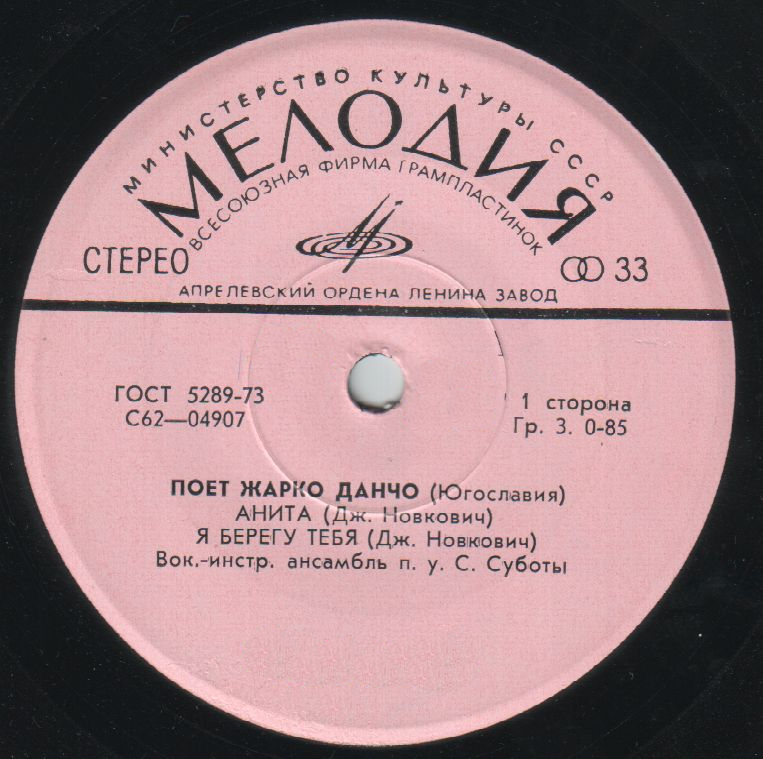 МИНИСТЕРСТВО КУЛЬТУРЫ СССР
МЕЛОДИЯ
ВСЕСОЮЗНАЯ ФИРМА ГРАМПЛАСТИНОК
СТЕРЕО
33
АПРЕЛЕВСКИЙ ОРДЕНА ЛЕНИНА ЗАВОД
ГОСТ 5289-73
С62—04907
1 сторона
Гр. 3. 0-85
ПОЕТ ЖАРКО ДАНЧО (Югославия)
АНИТА (Дж. Новкович)
Я БЕРЕГУ ТЕБЯ (Дж. Новкович)
Вок.-инстр. ансамбль п. у. С. Суботы